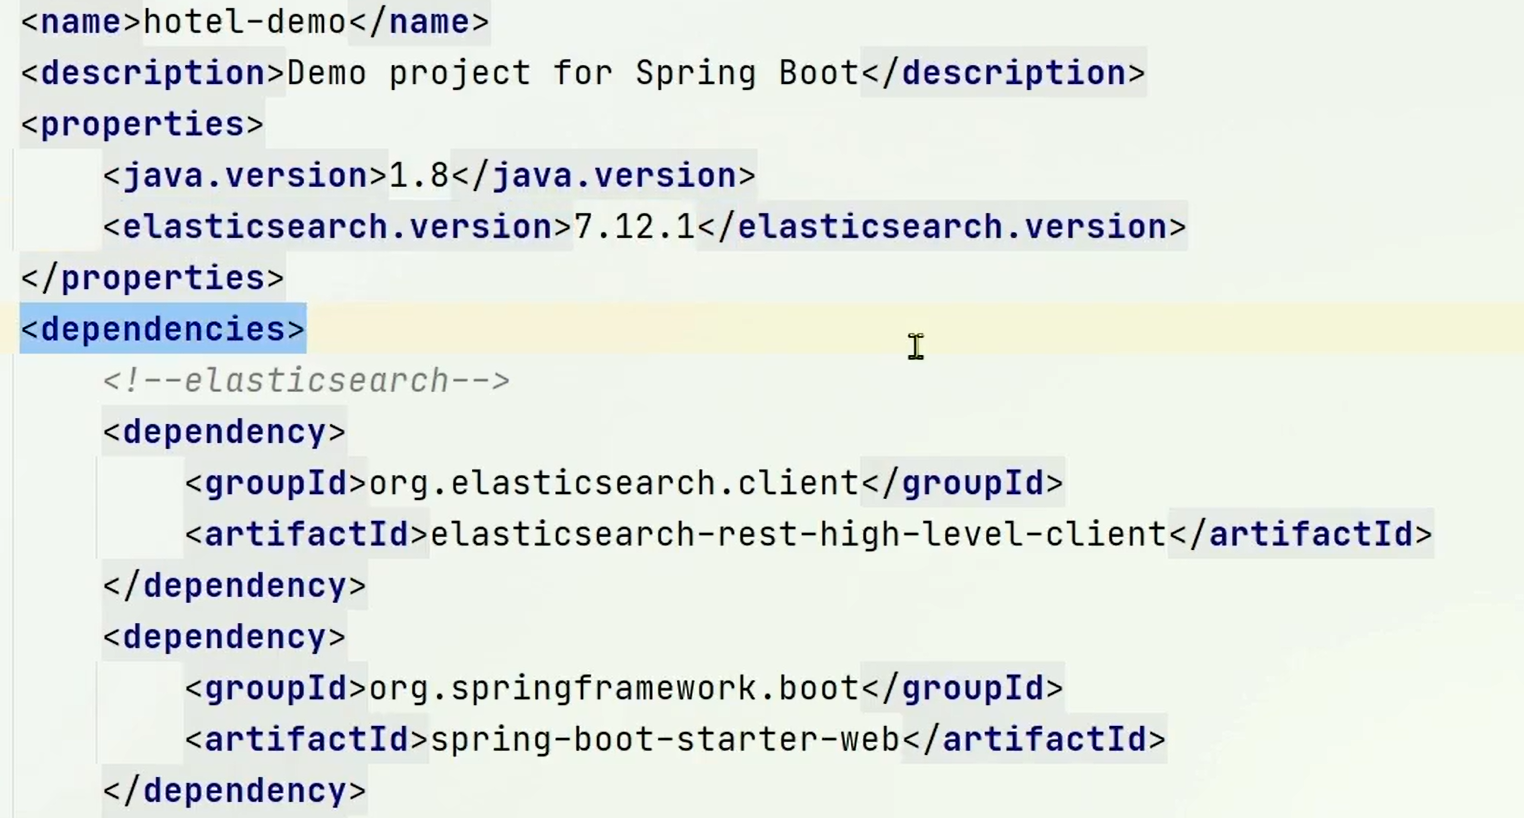 <name>hotel-demo</name>
<description>Demo project for Spring Boot</description>
<properties>
    <java.version>1.8</java.version>
    <elasticsearch.version>7.12.1</elasticsearch.version>
</properties>
<dependencies>
    <!--elasticsearch-->
    <dependency>
        <groupId>org.elasticsearch.client</groupId>
        <artifactId>elasticsearch-rest-high-level-client</artifactId>
    </dependency>
    <dependency>
        <groupId>org.springframework.boot</groupId>
        <artifactId>spring-boot-starter-web</artifactId>
    </dependency>